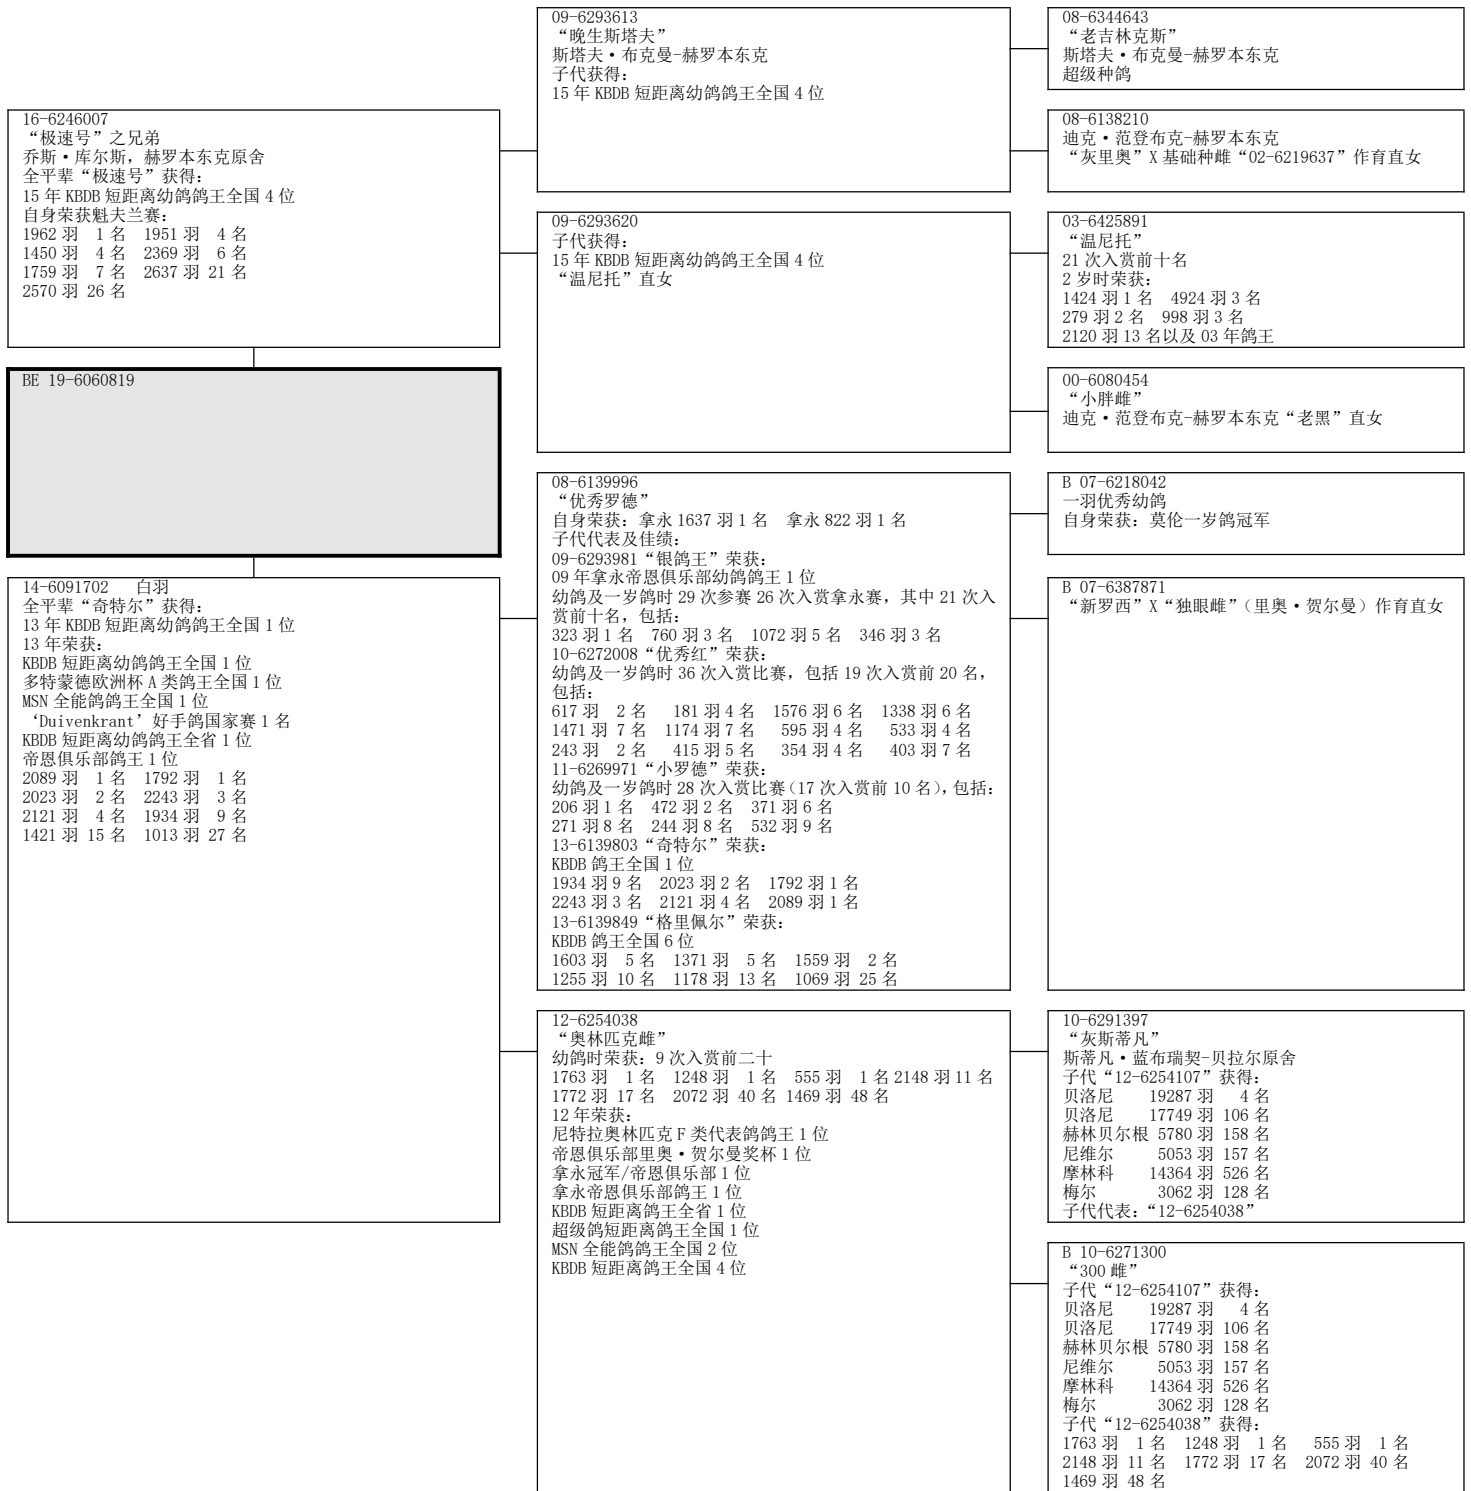 16-6246007
“极速号”之兄弟
乔斯·库尔斯，赫罗本东克原舍
全平辈“极速号”获得：
15 年 KBDB 短距离幼鸽鸽王全国 4 位
自身荣获魁夫兰赛：
1962 羽 1 名 1951 羽 4 名
1450 羽 4 名 2369 羽 6 名
1759 羽 7 名 2637 羽 21 名
2570 羽 26 名
BE 19-6060819
14-6091702 白羽
全平辈“奇特尔”获得：
13 年 KBDB 短距离幼鸽鸽王全国 1 位
13 年荣获：
KBDB 短距离幼鸽鸽王全国 1 位
多特蒙德欧洲杯 A 类鸽王全国 1 位
MSN 全能鸽鸽王全国 1 位
‘Duivenkrant’好手鸽国家赛 1 名
KBDB 短距离幼鸽鸽王全省 1 位
帝恩俱乐部鸽王 1 位
2089 羽 1 名 1792 羽 1 名
2023 羽 2 名 2243 羽 3 名
2121 羽 4 名 1934 羽 9 名
1421 羽 15 名 1013 羽 27 名
09-6293613
“晚生斯塔夫”
斯塔夫·布克曼-赫罗本东克
子代获得：
15 年 KBDB 短距离幼鸽鸽王全国 4 位
09-6293620
子代获得：
15 年 KBDB 短距离幼鸽鸽王全国 4 位
“温尼托”直女
08-6139996
“优秀罗德”
自身荣获：拿永 1637 羽 1 名 拿永 822 羽 1 名
子代代表及佳绩：
09-6293981“银鸽王”荣获：
09 年拿永帝恩俱乐部幼鸽鸽王 1 位
幼鸽及一岁鸽时 29 次参赛 26 次入赏拿永赛，其中 21 次入
赏前十名，包括：
323 羽 1 名 760 羽 3 名 1072 羽 5 名 346 羽 3 名
10-6272008“优秀红”荣获：
幼鸽及一岁鸽时 36 次入赏比赛，包括 19 次入赏前 20 名，
包括：
617 羽 2 名 181 羽 4 名 1576 羽 6 名 1338 羽 6 名
1471 羽 7 名 1174 羽 7 名 595 羽 4 名 533 羽 4 名
243 羽 2 名 415 羽 5 名 354 羽 4 名 403 羽 7 名
11-6269971“小罗德”荣获：
幼鸽及一岁鸽时 28 次入赏比赛（17 次入赏前 10 名），包括：
206 羽 1 名 472 羽 2 名 371 羽 6 名
271 羽 8 名 244 羽 8 名 532 羽 9 名
13-6139803“奇特尔”荣获：
KBDB 鸽王全国 1 位
1934 羽 9 名 2023 羽 2 名 1792 羽 1 名
2243 羽 3 名 2121 羽 4 名 2089 羽 1 名
13-6139849“格里佩尔”荣获：
KBDB 鸽王全国 6 位
1603 羽 5 名 1371 羽 5 名 1559 羽 2 名
1255 羽 10 名 1178 羽 13 名 1069 羽 25 名
12-6254038
“奥林匹克雌”
幼鸽时荣获：9 次入赏前二十
1763 羽 1 名 1248 羽 1 名 555 羽 1 名 2148 羽 11 名
1772 羽 17 名 2072 羽 40 名 1469 羽 48 名
12 年荣获：
尼特拉奥林匹克 F 类代表鸽鸽王 1 位
帝恩俱乐部里奥·贺尔曼奖杯 1 位
拿永冠军/帝恩俱乐部 1 位
拿永帝恩俱乐部鸽王 1 位
KBDB 短距离鸽王全省 1 位
超级鸽短距离鸽王全国 1 位
MSN 全能鸽鸽王全国 2 位
KBDB 短距离鸽王全国 4 位
08-6344643
“老吉林克斯”
斯塔夫·布克曼-赫罗本东克
超级种鸽
08-6138210
迪克·范登布克-赫罗本东克
“灰里奥”X 基础种雌“02-6219637”作育直女
03-6425891
“温尼托”
21 次入赏前十名
2 岁时荣获：
1424 羽 1 名 4924 羽 3 名
279 羽 2 名 998 羽 3 名
2120 羽 13 名以及 03 年鸽王
00-6080454
“小胖雌”
迪克·范登布克-赫罗本东克“老黑”直女
B 07-6218042
一羽优秀幼鸽
自身荣获：莫伦一岁鸽冠军
B 07-6387871
“新罗西”X“独眼雌”（里奥·贺尔曼）作育直女
10-6291397
“灰斯蒂凡”
斯蒂凡·蓝布瑞契-贝拉尔原舍
子代“12-6254107”获得：
贝洛尼 19287 羽 4 名
贝洛尼 17749 羽 106 名
赫林贝尔根 5780 羽 158 名
尼维尔 5053 羽 157 名
摩林科 14364 羽 526 名
梅尔 3062 羽 128 名
子代代表：“12-6254038”
B 10-6271300
“300 雌”
子代“12-6254107”获得：
贝洛尼 19287 羽 4 名
贝洛尼 17749 羽 106 名
赫林贝尔根 5780 羽 158 名
尼维尔 5053 羽 157 名
摩林科 14364 羽 526 名
梅尔 3062 羽 128 名
子代“12-6254038”获得：
1763 羽 1 名 1248 羽 1 名 555 羽 1 名
2148 羽 11 名 1772 羽 17 名 2072 羽 40 名
1469 羽 48 名